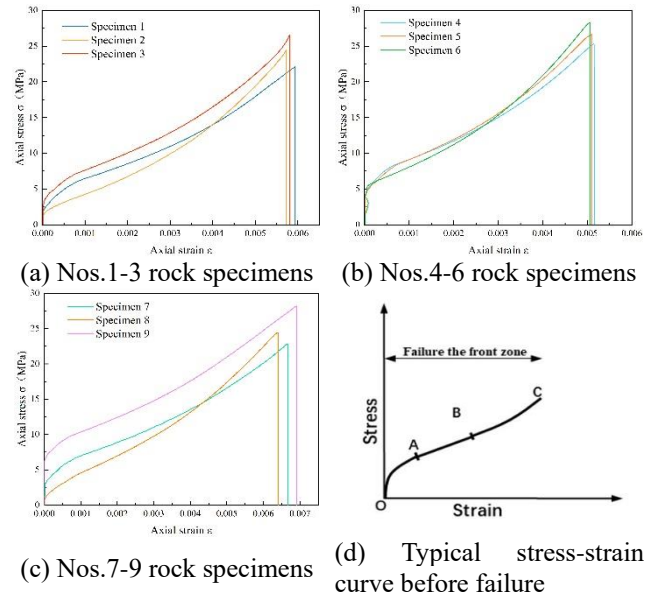 30
25
20
15
10
5
0
Axial stress σ (MPa)
Specimen 1
Specimen 2
Specimen 3
0.000 0.001 0.002 0.003 0.004 0.005 0.006
Axial strain ε
(a) Nos.1-3 rock specimens
30
25
20
15
10
5
0
Axial stress σ (MPa)
Specimen 4
Specimen 5
Specimen 6
0.000 0.001 0.002 0.003 0.004 0.005 0.006
Axial strain ε
(b) Nos.4-6 rock specimens
30
25
20
15
10
5
0
Axial stress σ (MPa)
Specimen 7
Specimen 8
Specimen 9
0.000 0.001 0.002 0.003 0.004 0.005 0.006 0.007
Axial strain ε
(c) Nos.7-9 rock specimens
Failure the front zone
Stress
A
B
C
O
Strain
(d) Typical stress-strain
curve before failure